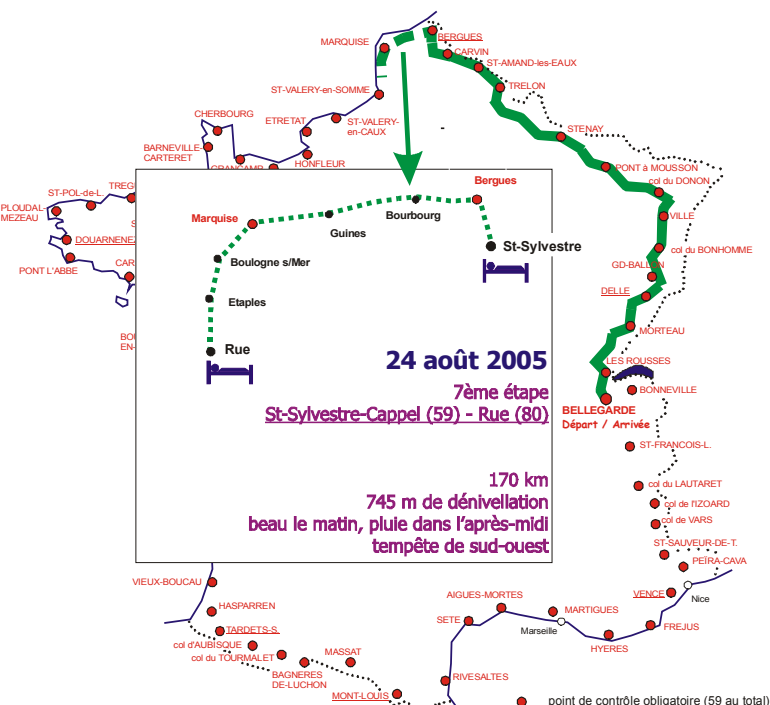 BERGUES
MARQUISE
CARVIN
ST-AMAND-les-EAUX
TRELON
ST-VALERY-en-SOMME
CHERBOURG
ETRETAT
ST-VALERY-
en-CAUX
STENAY
BARNEVILLE-
CARTERET
HONFLEUR
PONT à MOUSSON
col du DONON
ST-POL-de-L.
PLOUDAL-
MEZEAU
VILLE
DOUARNENEZ
PONT L'ABBE
col du BONHOMME
GD-BALLON
DELLE
MORTEAU
LES ROUSSES
BONNEVILLE
BELLEGARDE
Départ / Arrivée
ST-FRANCOIS-L.
col du LAUTARET
col de l'IZOARD
col de VARS
ST-SAUVEUR-DE-T.
PEÏRA-CAVA
VENCE
Nice
Bergues
Marquise
Bourbourg
Guines
St-Sylvestre
Boulogne s/Mer
Etaples
Rue
24 août 2005
7ème étape
St-Sylvestre-Cappel (59) - Rue (80)
170 km
745 m de dénivellation
beau le matin, pluie dans l'après-midi
tempête de sud-ouest
VIEUX-BOUCAU
HASPARREN
TARDETS-S.
col d'AUBISQUE
col du TOURMALET
BAGNERES
DE-LUCHON
MASSAT
MONT-LOUIS
AIGUES-MORTES
SETE
MARTIGUES
Marseille
HYERES
FREJUS
RIVESALTES
point de contrôle obligatoire (59 au total)